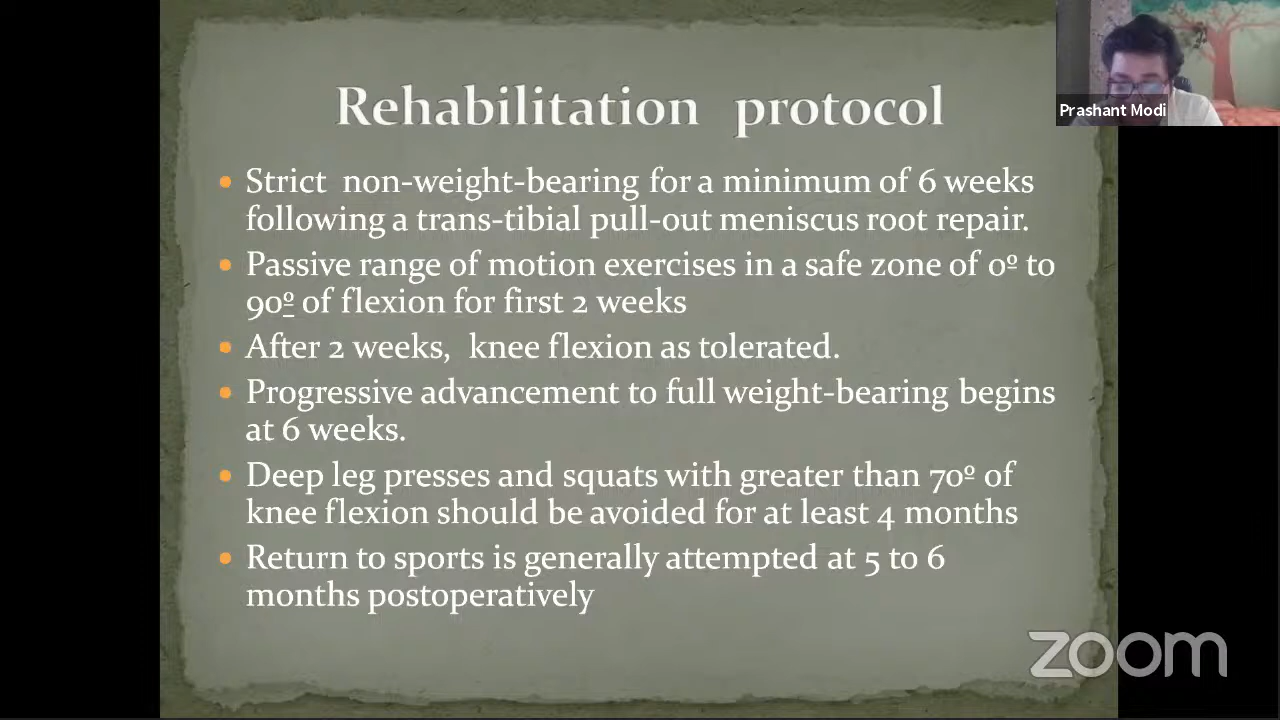 Rehabilitation protocol
Prashant Modi
• Strict non-weight-bearing for a minimum of 6 weeks
following a trans-tibial pull-out meniscus root repair.
• Passive range of motion exercises in a safe zone of 0º to
90º of flexion for first 2 weeks
• After 2 weeks, knee flexion as tolerated.
• Progressive advancement to full weight-bearing begins
at 6 weeks.
• Deep leg presses and squats with greater than 70º of
knee flexion should be avoided for at least 4 months
• Return to sports is generally attempted at 5 to 6
months postoperatively
zoom